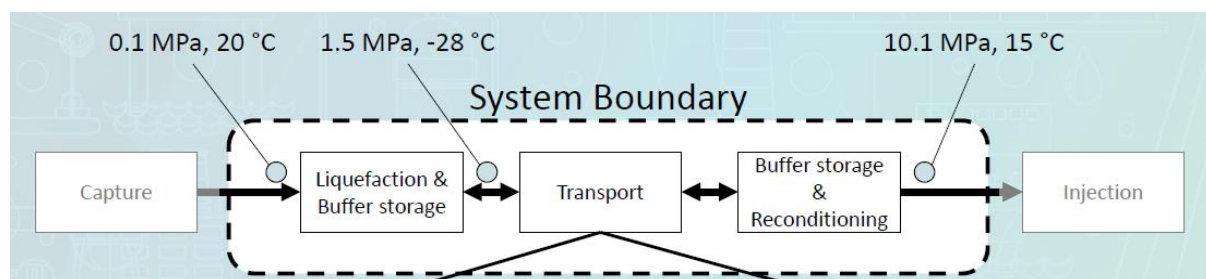 0.1 MPa, 20 °C
1.5 MPa, -28 °C
10.1 MPa, 15 °C
System Boundary
Capture
Liquefaction &
Buffer storage
Transport
Buffer storage
&
Reconditioning
Injection